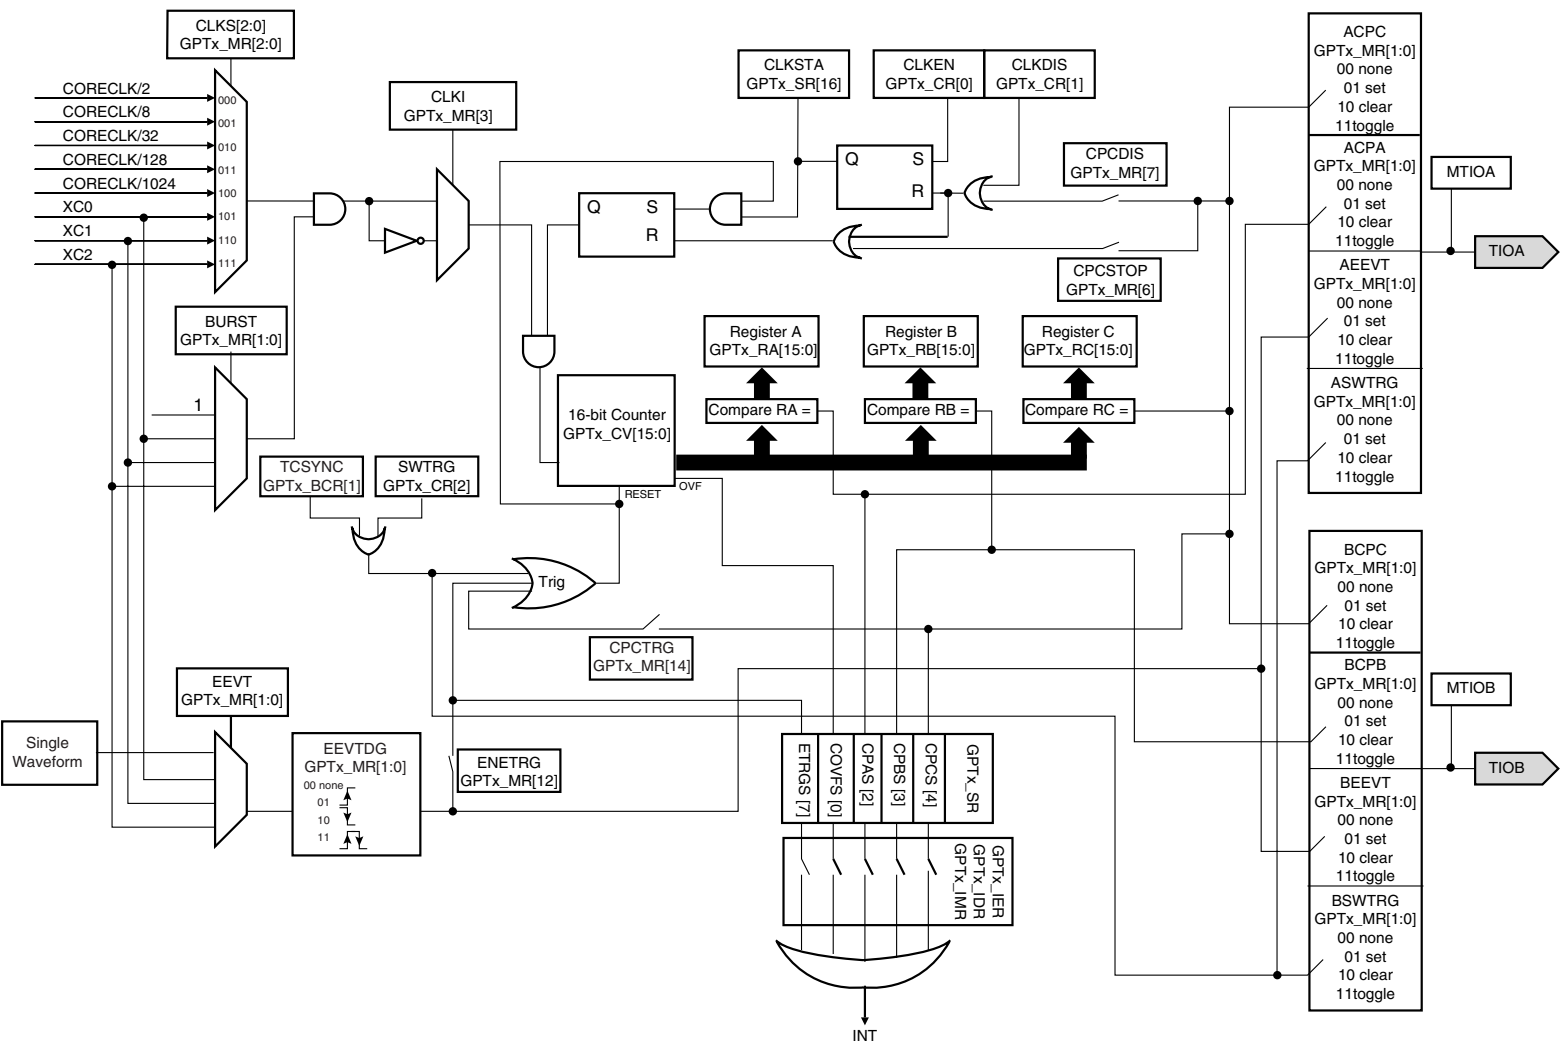 CLKS[2:0]
GPTx_MR[2:0]
CORECLK/2
CORECLK/8
CORECLK/32
CORECLK/128
CORECLK/1024
XC0
XC1
XC2
000
001
010
011
100
101
110
111
CLKI
GPTx_MR[3]
CLKSTA
GPTx_SR[16]
CLKEN
GPTx_CR[0]
CLKDIS
GPTx_CR[1]
Q S
R
Q S
R
CPCDIS
GPTx_MR[7]
CPCSTOP
GPTx_MR[6]
BURST
GPTx_MR[1:0]
1
Register A
GPTx_RA[15:0]
Register B
GPTx_RB[15:0]
Register C
GPTx_RC[15:0]
Compare RA =
Compare RB =
Compare RC =
16-bit Counter
GPTx_CV[15:0]
RESET
OVF
TCSYNC
GPTx_BCR[1]
SWTRG
GPTx_CR[2]
Trig
CPCTRG
GPTx_MR[14]
EEVT
GPTx_MR[1:0]
Single
Waveform
EEVTDG
GPTx_MR[1:0]
00 none
01
10
11
ENETRG
GPTx_MR[12]
ETRGS [7]
COVFS [0]
CPAS [2]
CPBS [3]
CPCS [4]
GPTx_SR
GPTx_IER
GPTx_IDR
GPTx_IMR
INT
ACPC
GPTx_MR[1:0]
00 none
01 set
10 clear
11toggle
ACPA
GPTx_MR[1:0]
00 none
01 set
10 clear
11toggle
AEEVT
GPTx_MR[1:0]
00 none
01 set
10 clear
11toggle
ASWTRG
GPTx_MR[1:0]
00 none
01 set
10 clear
11toggle
MTIOA
TIOA
BCPC
GPTx_MR[1:0]
00 none
01 set
10 clear
11toggle
BCPB
GPTx_MR[1:0]
00 none
01 set
10 clear
11toggle
BEEVT
GPTx_MR[1:0]
00 none
01 set
10 clear
11toggle
BSWTRG
GPTx_MR[1:0]
00 none
01 set
10 clear
11toggle
MTIOB
TIOB